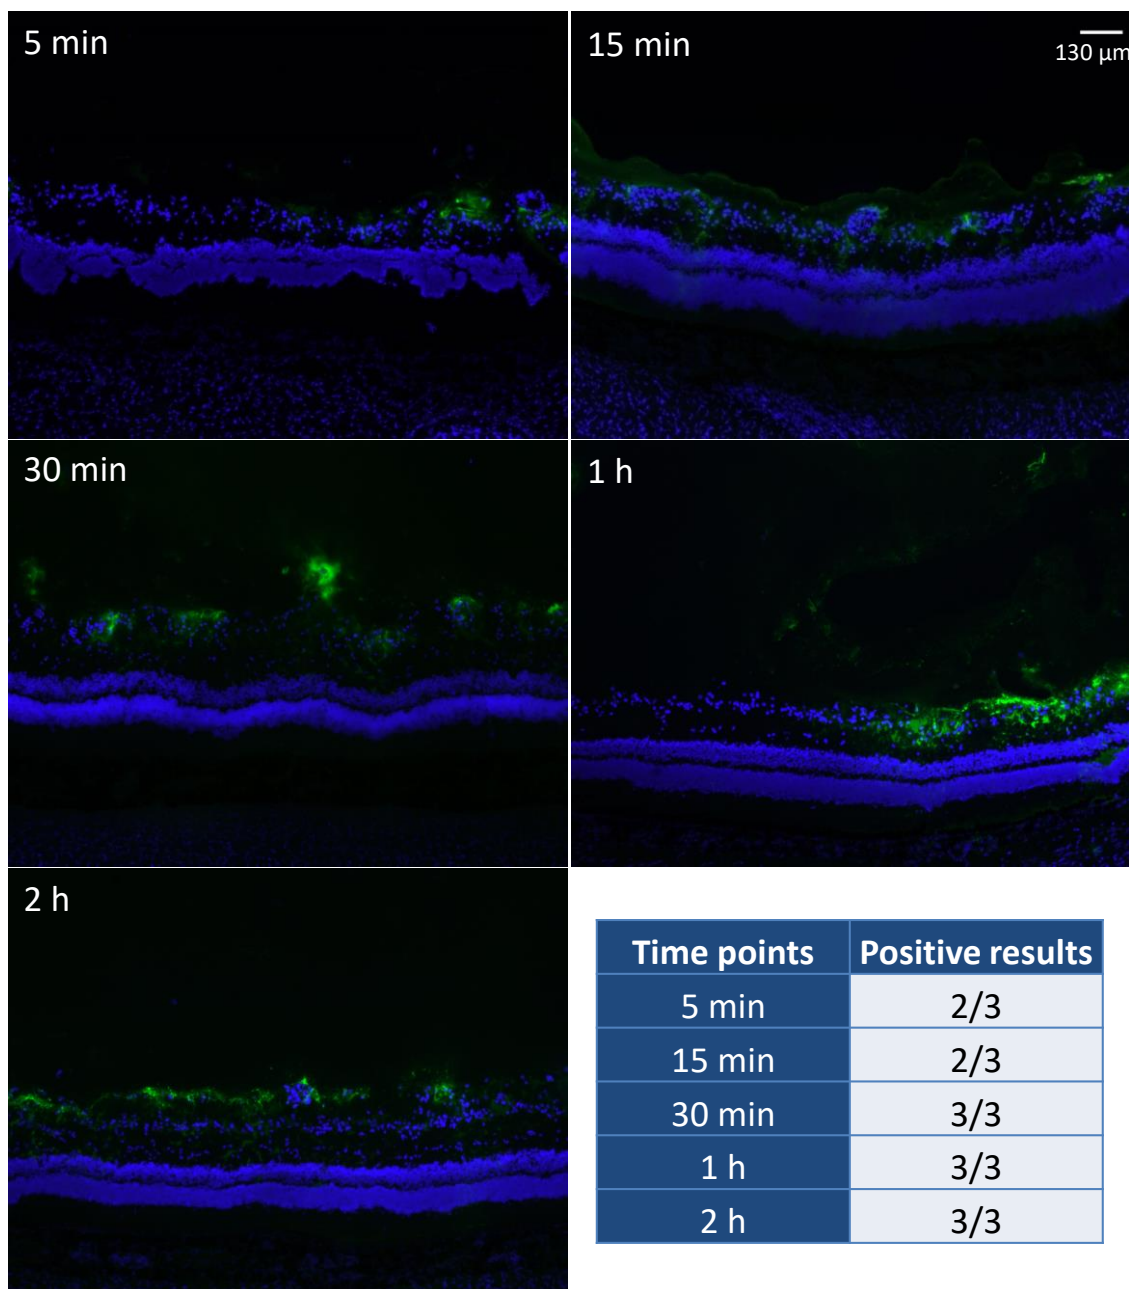 5 min
15 min
130 µm
30 min
1 h
2 h
Time points Positive results
5 min 2/3
15 min 2/3
30 min 3/3
1 h 3/3
2 h 3/3